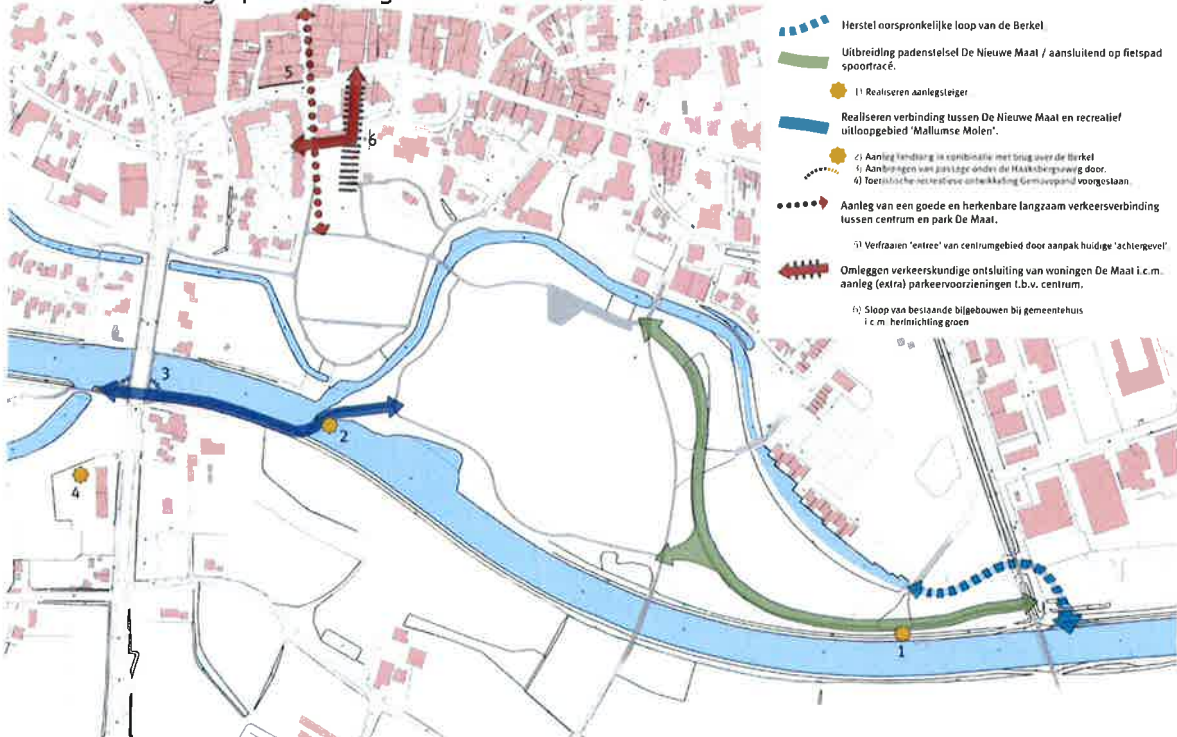 Herstel oorspronkelijke loop van de Berkel
Uitbreiding padenstelsel De Nieuwe Maat / aansluitend op fietspad
spoortracé.
1) Realiseren aanlegsteiger
Realiseren verbinding tussen De Nieuwe Maat en recreatief
uitloopgebied 'Mallumse Molen'.
2) Aanleg landtong in combinatie met brug over de Berkel
3) Aanbrengen van passage onder de Haaksbergseweg door.
4) Toeristische-recreatieve ontwikkeling voorgestaan.
Aanleg van een goede en herkenbare langzaam verkeersverbinding
tussen centrum en park De Maat.
5) Verfraaien 'entree' van centrumgebied door aanpak huidige 'achtergevel'.
Omleggen verkeerskundige ontsluiting van woningen De Maat i.c.m.
aanleg (extra) parkeervoorzieningen t.b.v. centrum.
6) Sloop van bestaande bijgebouwen bij gemeentehuis
i.c.m. herinrichting groen
5
6
3
2
4
1